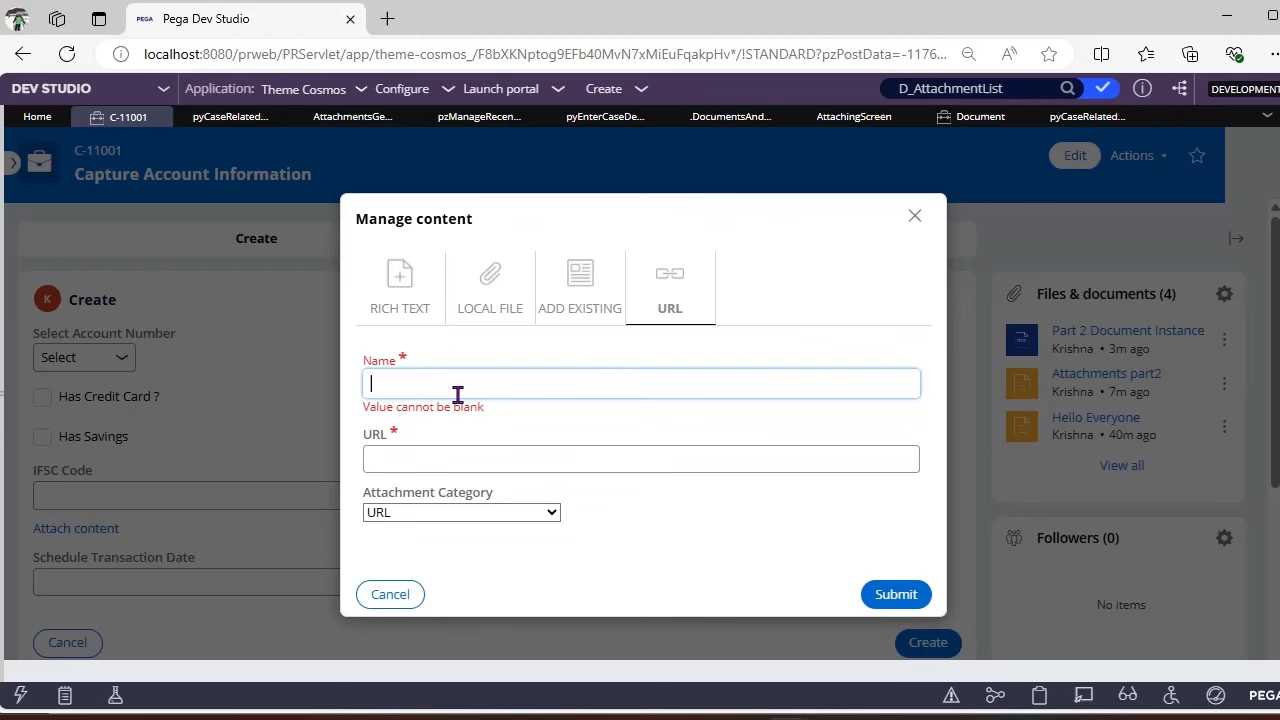 PEGA Pega Dev Studio
localhost:8080/prweb/PRServlet/app/theme-cosmos_/F8bXKNptog9EFb40MvN7xMiEuFqakpHv*/!STANDARD?pzPostData=-1176...
DEV STUDIO Application: Theme Cosmos Configure Launch portal Create D_AttachmentList DEVELOPMENT
Home C-11001 pyCaseRelated... AttachmentsGe... pzManageRecen... pyEnterCaseDe... .DocumentsAnd... AttachingScreen Document pyCaseRelated...
C-11001
Capture Account Information
Edit Actions
Manage content
Create
RICH TEXT LOCAL FILE ADD EXISTING URL
K Create
Select Account Number
Select
Has Credit Card ?
Has Savings
IFSC Code
Attach content
Schedule Transaction Date
Cancel
Name *
Value cannot be blank
URL *
Attachment Category
URL
Cancel Submit
Create
Files & documents (4)
Part 2 Document Instance
Krishna • 3m ago
Attachments part2
Krishna • 7m ago
Hello Everyone
Krishna • 40m ago
View all
Followers (0)
No items
PEGA